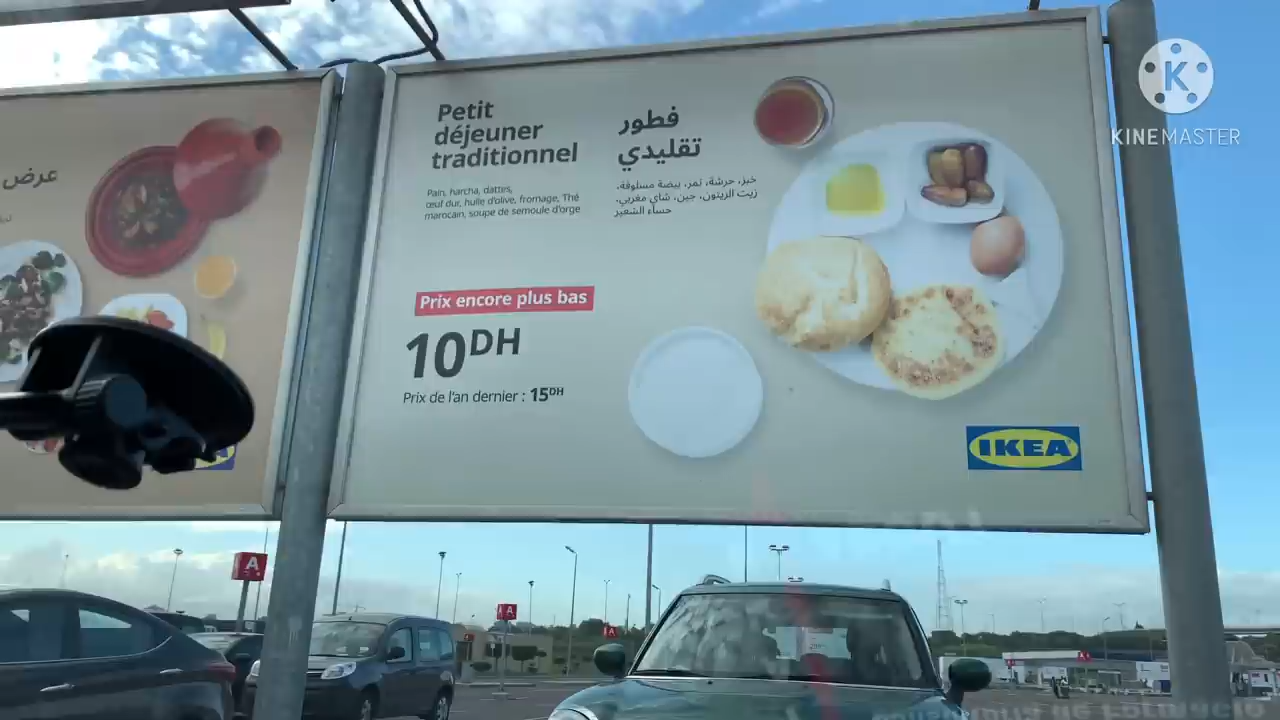 عرض
Petit
déjeuner
traditionnel
Pain, harcha, dattes,
œuf dur, huile d'olive, fromage, Thé
marocain, soupe de semoule d'orge
فطور
تقليدي
خبز، حرشة، تمر، بيضة مسلوقة،
زيت الزيتون، جبن، شاي مغربي،
حساء الشعير
Prix encore plus bas
10DH
Prix de l'an dernier : 15DH
IKEA
K
KINEMASTER
A
A
A